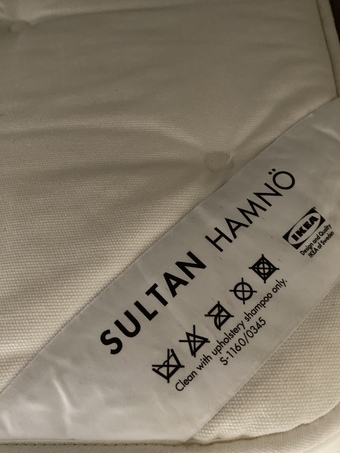 SULTAN HAMNÖ
Clean with upholstery shampoo only.
S-1160/0345
IKEA
Design and Quality
IKEA of Sweden